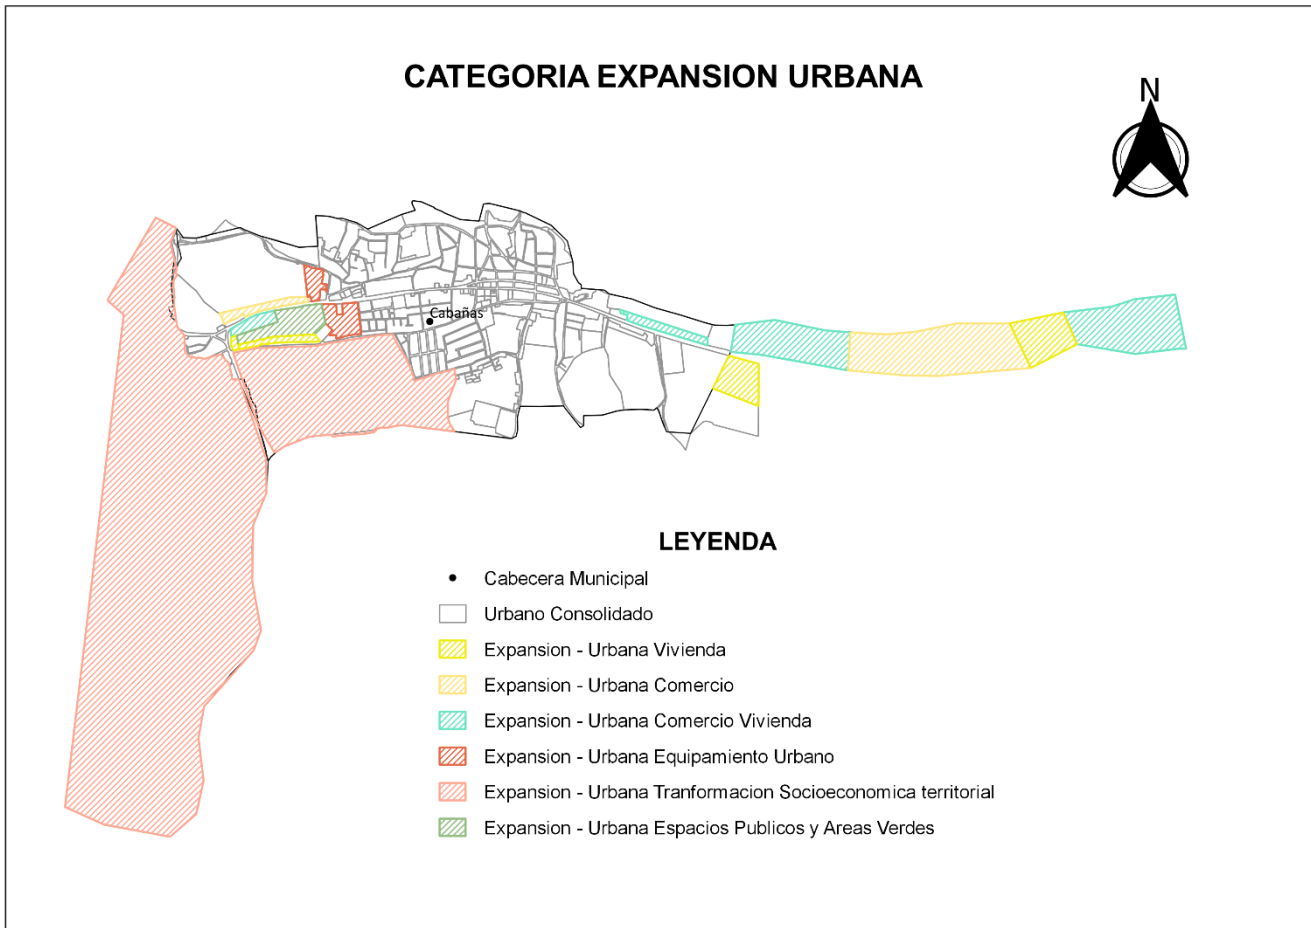 CATEGORIA EXPANSION URBANA
N
Cabañas
LEYENDA
Cabecera Municipal
Urbano Consolidado
Expansion - Urbana Vivienda
Expansion - Urbana Comercio
Expansion - Urbana Comercio Vivienda
Expansion - Urbana Equipamiento Urbano
Expansion - Urbana Tranformacion Socioeconomica territorial
Expansion - Urbana Espacios Publicos y Areas Verdes